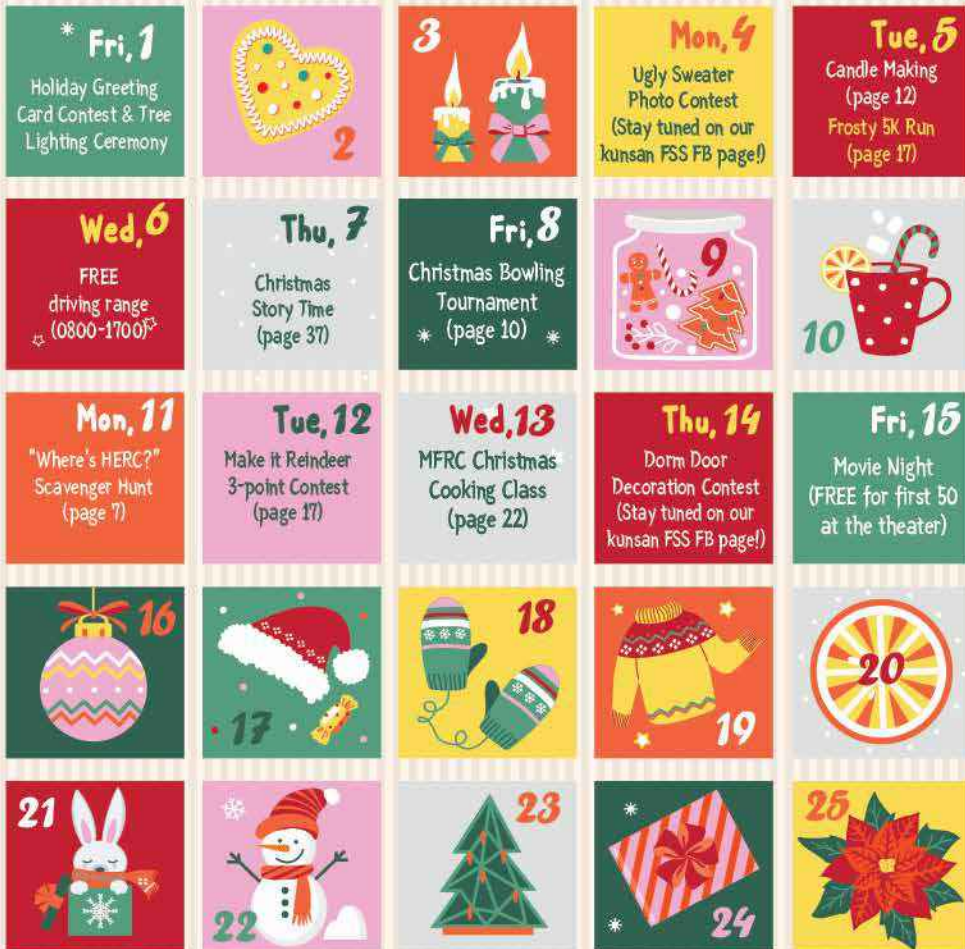 Fri, 1
Holiday Greeting
Card Contest & Tree
Lighting Ceremony
2
3
Mon, 4
Ugly Sweater
Photo Contest
(Stay tuned on our
kunsan FSS FB page!)
Tue, 5
Candle Making
(page 12)
Frosty 5K Run
(page 17)
Wed, 6
FREE
driving range
(0800-1700)
Thu, 7
Christmas
Story Time
(page 37)
Fri, 8
Christmas Bowling
Tournament
(page 10)
9
10
Mon, 11
"Where's HERC?"
Scavenger Hunt
(page 7)
Tue, 12
Make it Reindeer
3-point Contest
(page 17)
Wed, 13
MFRC Christmas
Cooking Class
(page 22)
Thu, 14
Dorm Door
Decoration Contest
(Stay tuned on our
kunsan FSS FB page!)
Fri, 15
Movie Night
(FREE for first 50
at the theater)
16
17
18
19
20
21
22
23
24
25